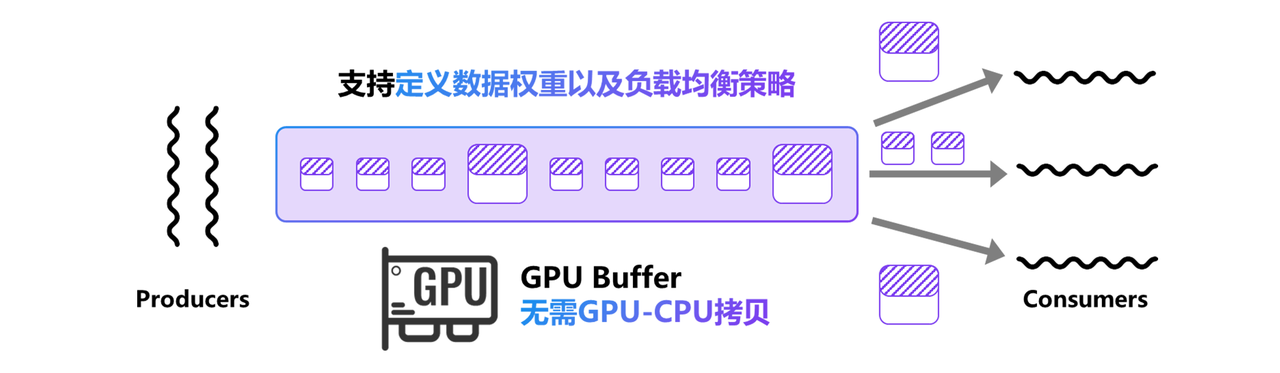 支持定义数据权重以及负载均衡策略
GPU
GPU Buffer
无需GPU-CPU拷贝
Producers
Consumers